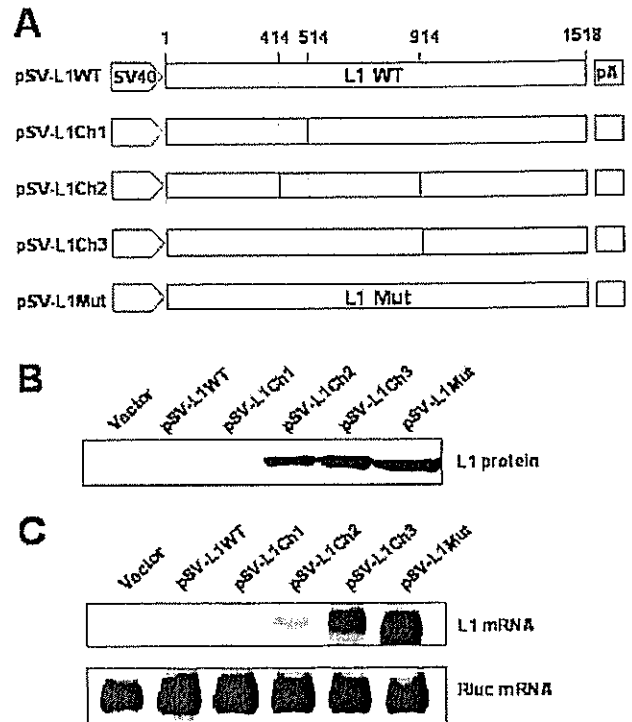 A
1 414 514 914 1518
pSV-L1WT SV40 L1 WT pA
pSV-L1Ch1
pSV-L1Ch2
pSV-L1Ch3
pSV-L1Mut L1 Mut
B
Vector pSV-L1WT pSV-L1Ch1 pSV-L1Ch2 pSV-L1Ch3 pSV-L1Mut
L1 protein
C
Vector pSV-L1WT pSV-L1Ch1 pSV-L1Ch2 pSV-L1Ch3 pSV-L1Mut
L1 mRNA
Rluc mRNA